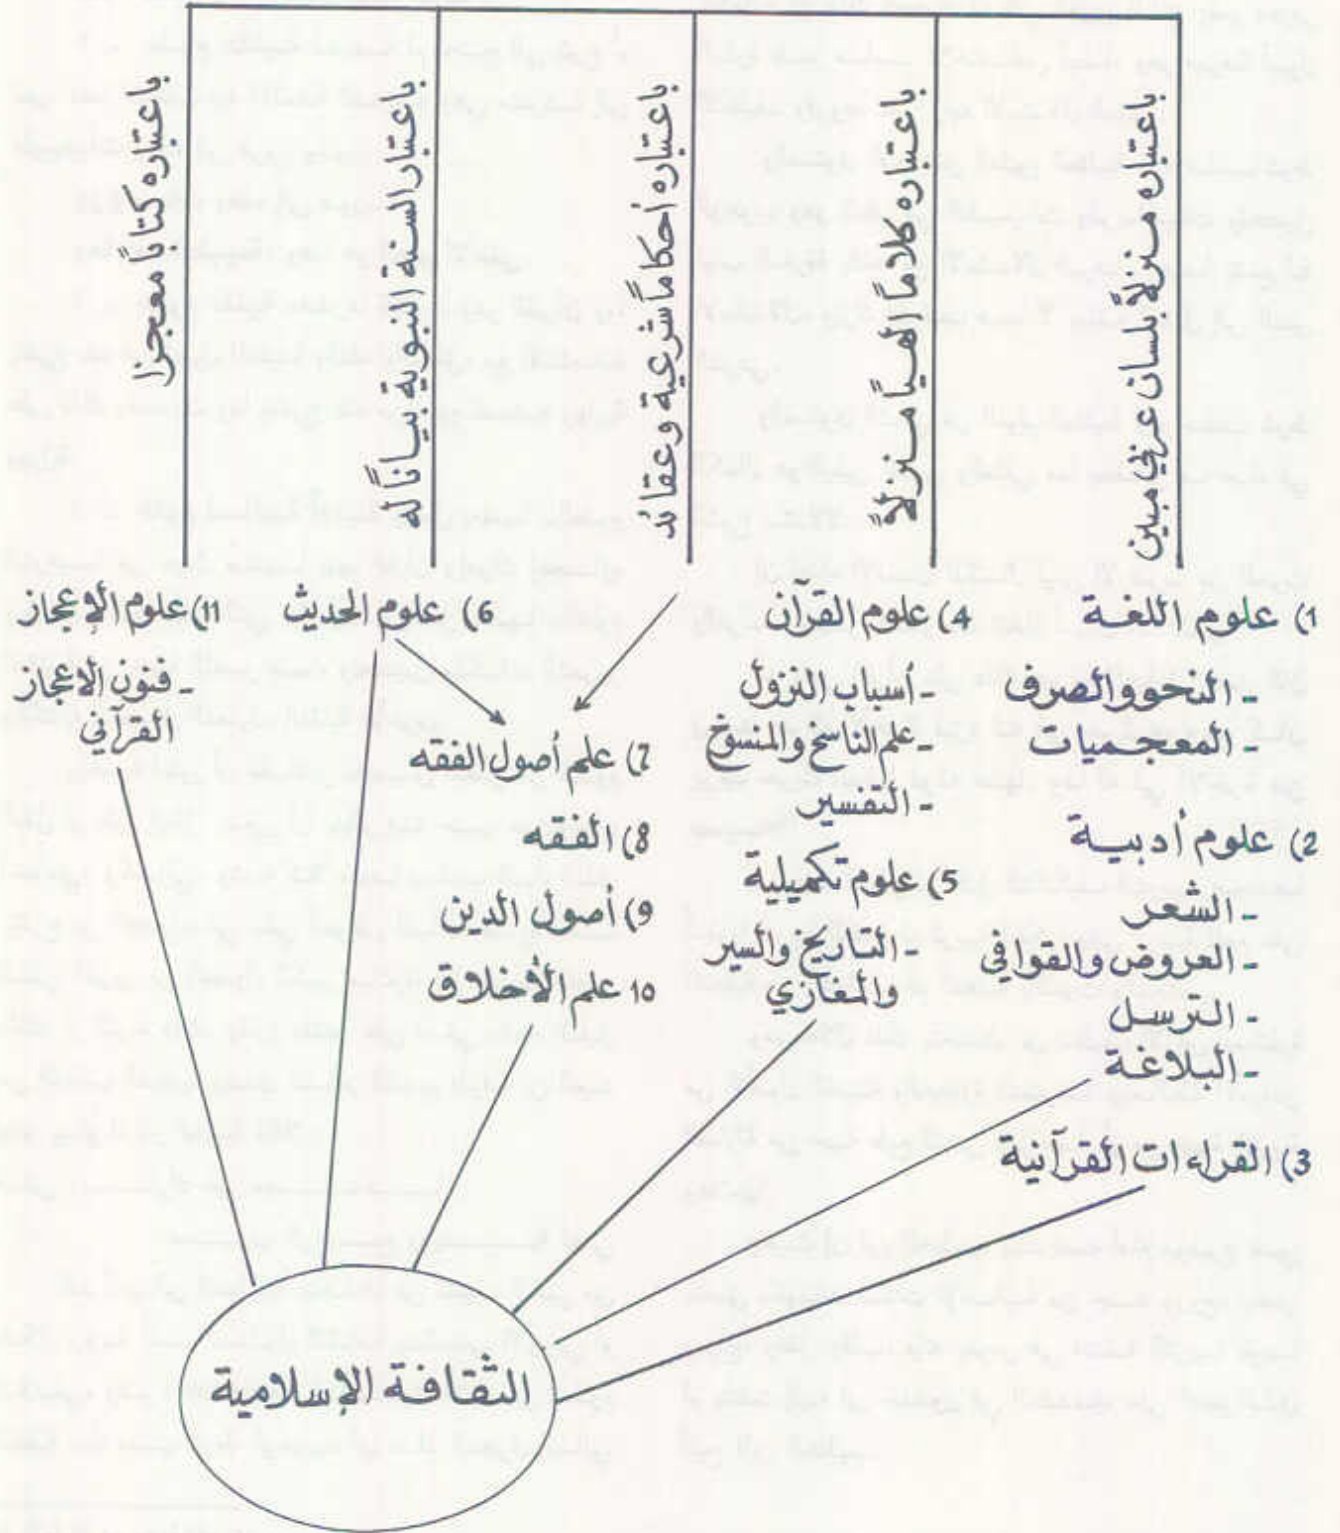 باعتباره منزلاً بلسان عربي مبين
باعتباره كلاماً الهياً منزلاً
باعتباره أحكاماً شرعية وعقائد
باعتبار السنة النبوية بياناً له
باعتباره كتاباً معجزا
1) علوم اللغة
- النحو والصرف
- المعجميات
2) علوم أدبية
- الشعر
- العروض والقوافي
- الترسل
- البلاغة
3) القراءات القرآنية
4) علوم القرآن
- أسباب النزول
- علم الناسخ والمنسوخ
- التفسير
5) علوم تكميلية
- التاريخ والسير
والمغازي
6) علوم الحديث
7) علم أصول الفقه
8) الفقه
9) أصول الدين
10 علم الأخلاق
11) علوم الإعجاز
- فنون الاعجاز
القرآني
الثقافة الإسلامية